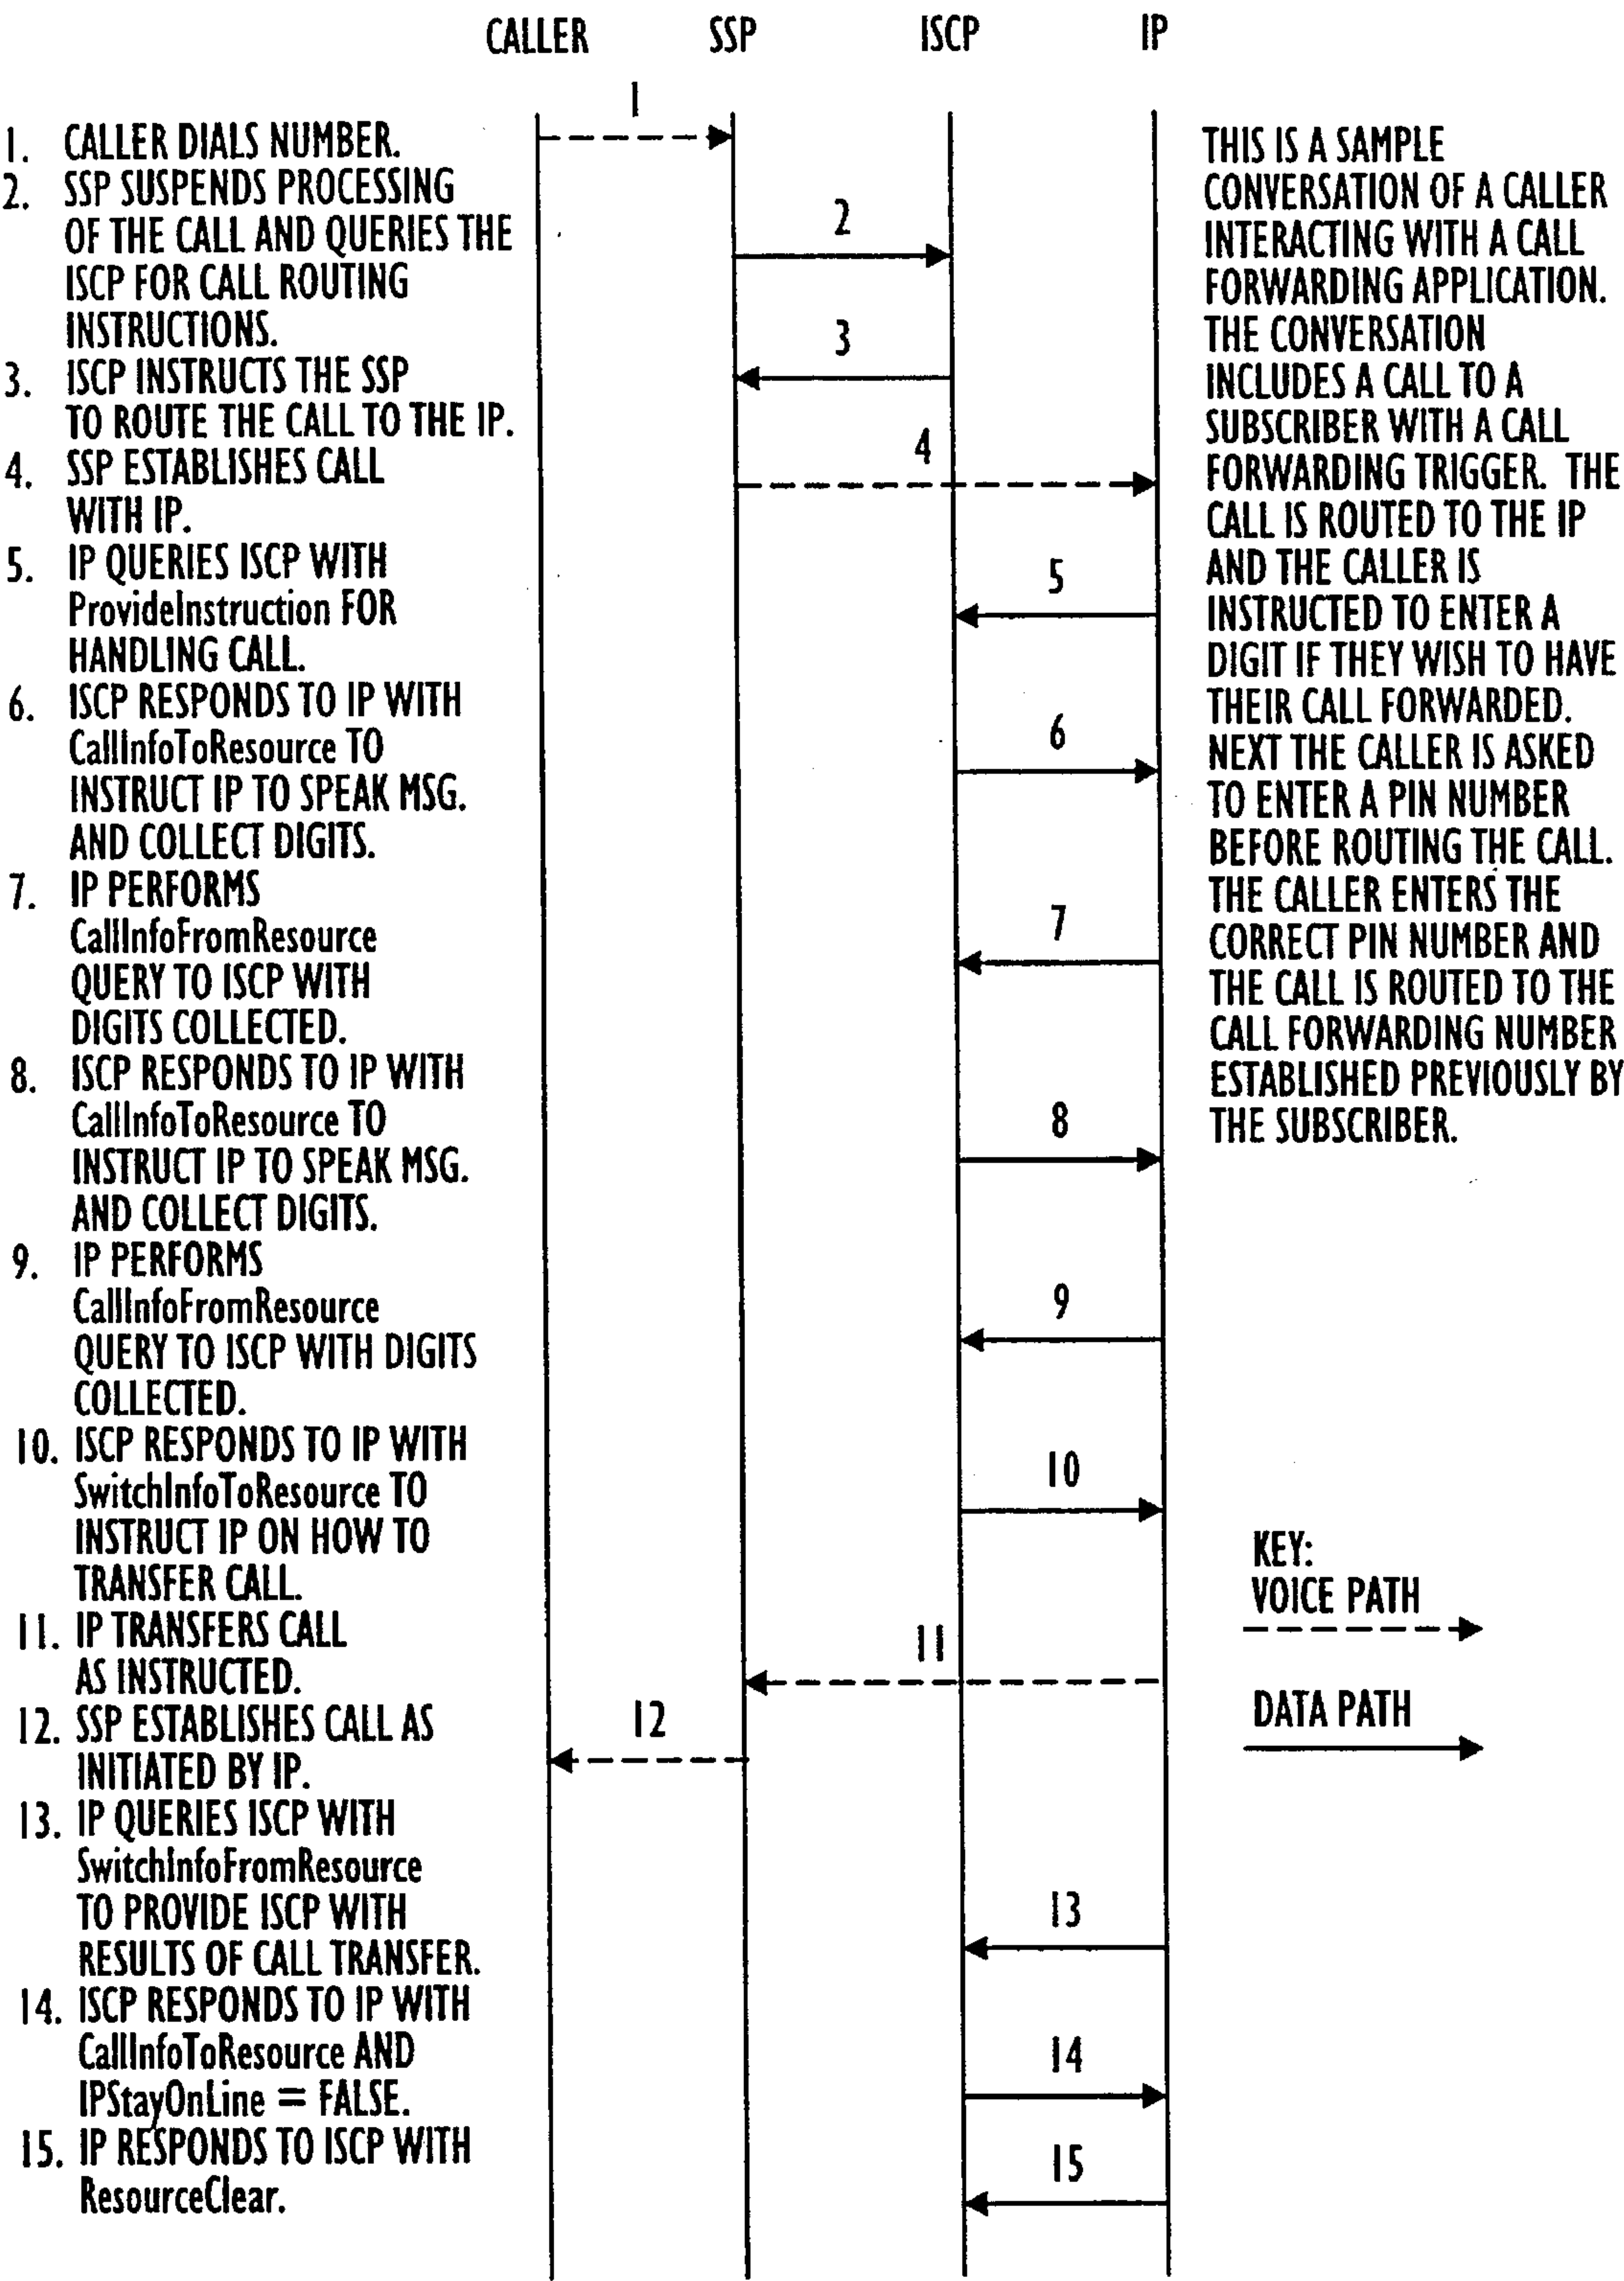 CALLER SSP ISCP IP
1. CALLER DIALS NUMBER.
2. SSP SUSPENDS PROCESSING
OF THE CALL AND QUERIES THE
ISCP FOR CALL ROUTING
INSTRUCTIONS.
3. ISCP INSTRUCTS THE SSP
TO ROUTE THE CALL TO THE IP.
4. SSP ESTABLISHES CALL
WITH IP.
5. IP QUERIES ISCP WITH
ProvideInstruction FOR
HANDLING CALL.
6. ISCP RESPONDS TO IP WITH
CallInfoToResource TO
INSTRUCT IP TO SPEAK MSG.
AND COLLECT DIGITS.
7. IP PERFORMS
CallInfoFromResource
QUERY TO ISCP WITH
DIGITS COLLECTED.
8. ISCP RESPONDS TO IP WITH
CallInfoToResource TO
INSTRUCT IP TO SPEAK MSG.
AND COLLECT DIGITS.
9. IP PERFORMS
CallInfoFromResource
QUERY TO ISCP WITH DIGITS
COLLECTED.
10. ISCP RESPONDS TO IP WITH
SwitchInfoToResource TO
INSTRUCT IP ON HOW TO
TRANSFER CALL.
11. IP TRANSFERS CALL
AS INSTRUCTED.
12. SSP ESTABLISHES CALL AS
INITIATED BY IP.
13. IP QUERIES ISCP WITH
SwitchInfoFromResource
TO PROVIDE ISCP WITH
RESULTS OF CALL TRANSFER.
14. ISCP RESPONDS TO IP WITH
CallInfoToResource AND
IPStayOnLine = FALSE.
15. IP RESPONDS TO ISCP WITH
ResourceClear.
1
2
3
4
5
6
7
8
9
10
11
12
13
14
15
THIS IS A SAMPLE
CONVERSATION OF A CALLER
INTERACTING WITH A CALL
FORWARDING APPLICATION.
THE CONVERSATION
INCLUDES A CALL TO A
SUBSCRIBER WITH A CALL
FORWARDING TRIGGER. THE
CALL IS ROUTED TO THE IP
AND THE CALLER IS
INSTRUCTED TO ENTER A
DIGIT IF THEY WISH TO HAVE
THEIR CALL FORWARDED.
NEXT THE CALLER IS ASKED
TO ENTER A PIN NUMBER
BEFORE ROUTING THE CALL.
THE CALLER ENTERS THE
CORRECT PIN NUMBER AND
THE CALL IS ROUTED TO THE
CALL FORWARDING NUMBER
ESTABLISHED PREVIOUSLY BY
THE SUBSCRIBER.
KEY:
VOICE PATH
DATA PATH